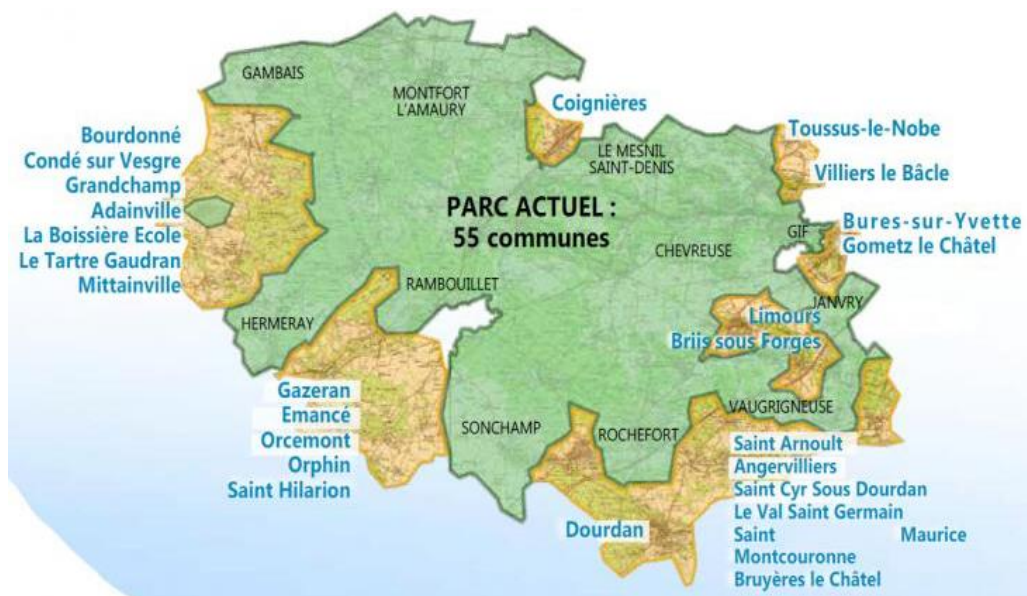 GAMBAIS
MONTFORT
L'AMAURY
Coignières
LE MESNIL
SAINT-DENIS
Toussus-le-Nobe
Villiers le Bâcle
Bourdonné
Condé sur Vesgre
Grandchamp
Adainville
La Boissière Ecole
Le Tartre Gaudran
Mittainville
PARC ACTUEL :
55 communes
CHEVREUSE
GIF
Bures-sur-Yvette
Gometz le Châtel
RAMBOUILLET
HERMERAY
JANVRY
Limours
Briis sous Forges
Gazeran
Emancé
Orcemont
Orphin
Saint Hilarion
SONCHAMP
ROCHEFORT
VAUGRIGNEUSE
Dourdan
Saint Arnoult
Angervilliers
Saint Cyr Sous Dourdan
Le Val Saint Germain
Saint Maurice
Montcouronne
Bruyères le Châtel